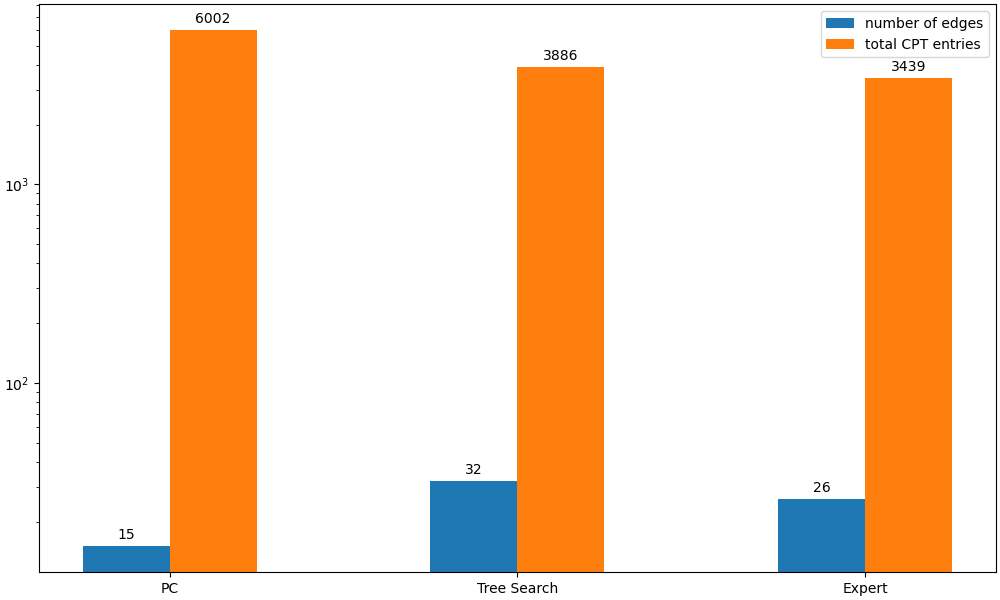 6002
3886
3439
number of edges
total CPT entries
10³
10²
15
32
26
PC
Tree Search
Expert